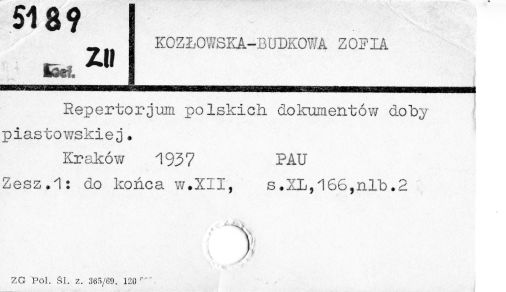 5189
ZII
KOZŁOWSKA-BUDKOWA ZOFIA
Repertorjum polskich dokumentów doby
piastowskiej.
Kraków 1937 PAU
Zesz.1: do końca w.XII, s.XL,166,nlb.2
ZG Pol. Śl. z. 365/69. 120